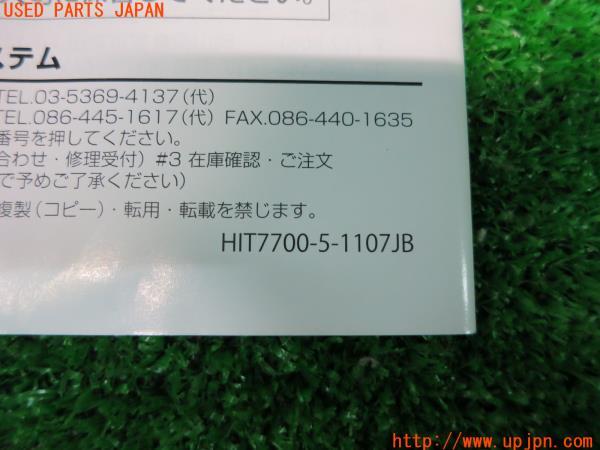 USED PARTS JAPAN
ください。
ステム
TEL.03-5369-4137(代)
TEL.086-445-1617(代) FAX.086-440-1635
番号を押してください。
合わせ・修理受付) #3 在庫確認・ご注文
で予めご了承ください)
複製(コピー)・転用・転載を禁じます。
HIT7700-5-1107JB
http://www.upjpn.com/